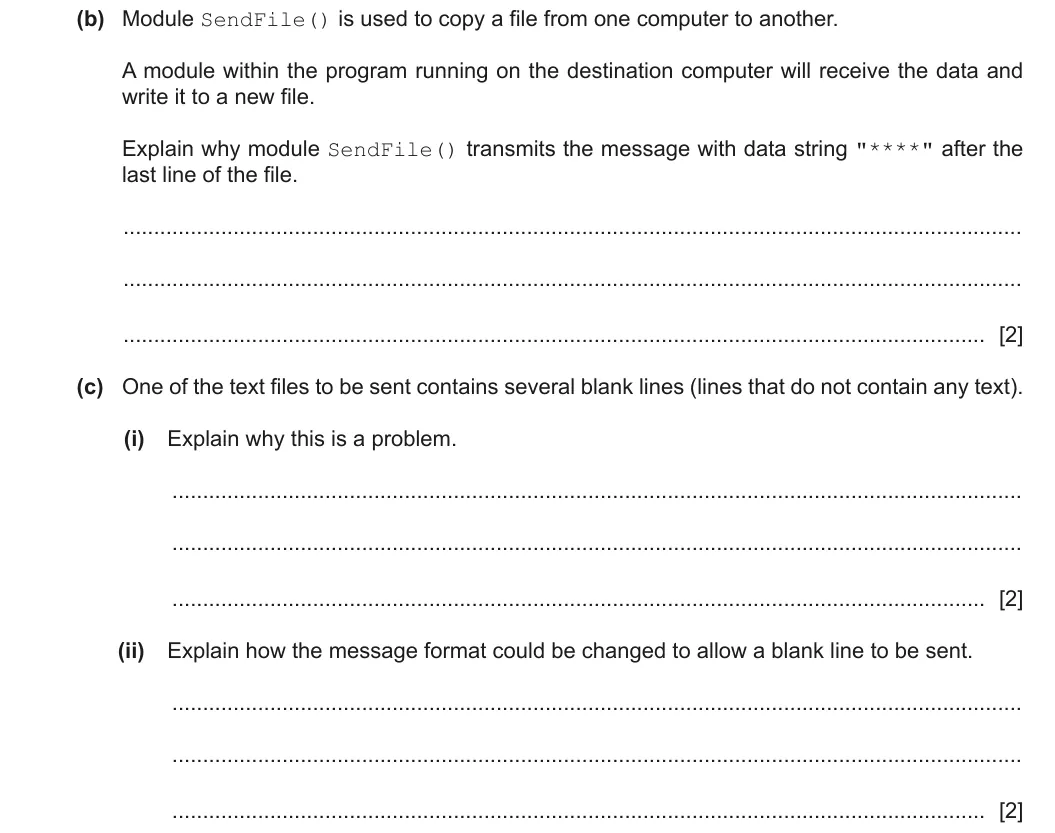 (b) Module SendFile() is used to copy a file from one computer to another.
A module within the program running on the destination computer will receive the data and
write it to a new file.
Explain why module SendFile() transmits the message with data string "****" after the
last line of the file.
[2]
(c) One of the text files to be sent contains several blank lines (lines that do not contain any text).
(i) Explain why this is a problem.
[2]
(ii) Explain how the message format could be changed to allow a blank line to be sent.
[2]